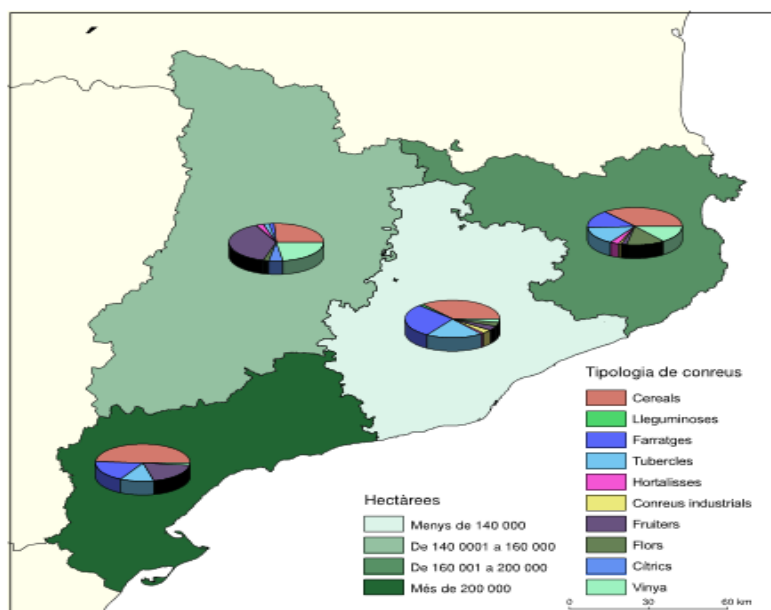 Tipologia de conreus
Cereals
Lleguminoses
Farratges
Tubercles
Hortalisses
Conreus industrials
Fruiters
Flors
Cítrics
Vinya
Hectàrees
Menys de 140 000
De 140 0001 a 160 000
De 160 001 a 200 000
Més de 200 000
0 30 60 km